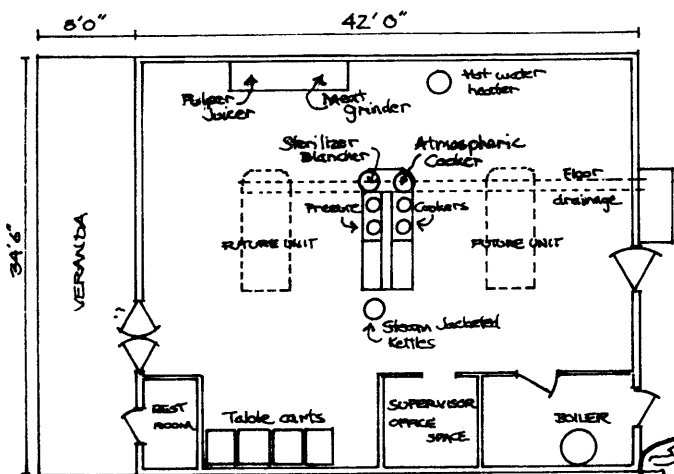 8'0"
42'0"
34'6"
VERANDA
Pulper
Juicer
Meat
grinder
Hot water
heater
Sterilizer
Blancher
Atmospheric
Cooker
Floor
drainage
Pressure
Cookers
FUTURE UNIT
FUTURE UNIT
Steam Jacketed
Kettles
REST
ROOM
Table carts
SUPERVISOR
OFFICE
SPACE
BOILER